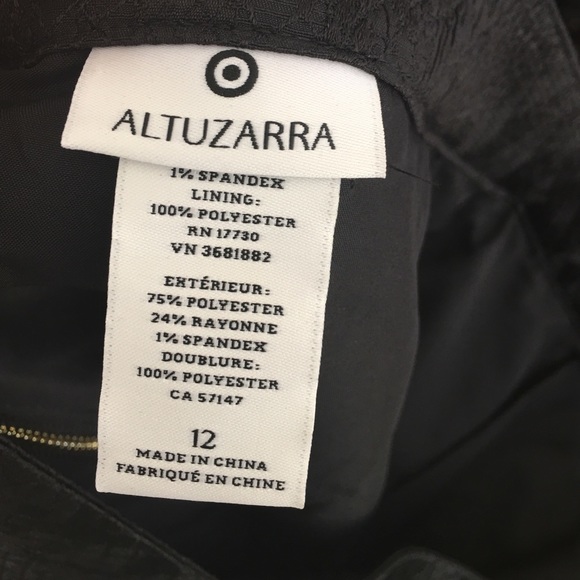 ALTUZARRA
1% SPANDEX
LINING:
100% POLYESTER
RN 17730
VN 3681882
EXTÉRIEUR:
75% POLYESTER
24% RAYONNE
1% SPANDEX
DOUBLURE:
100% POLYESTER
CA 57147
12
MADE IN CHINA
FABRIQUÉ EN CHINE